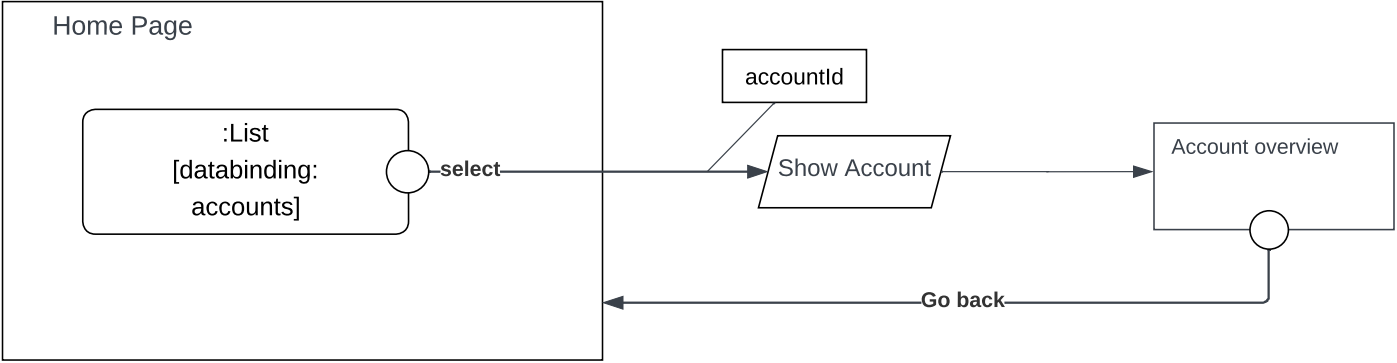 Home Page
:List
[databinding:
accounts]
select
accountId
Show Account
Account overview
Go back